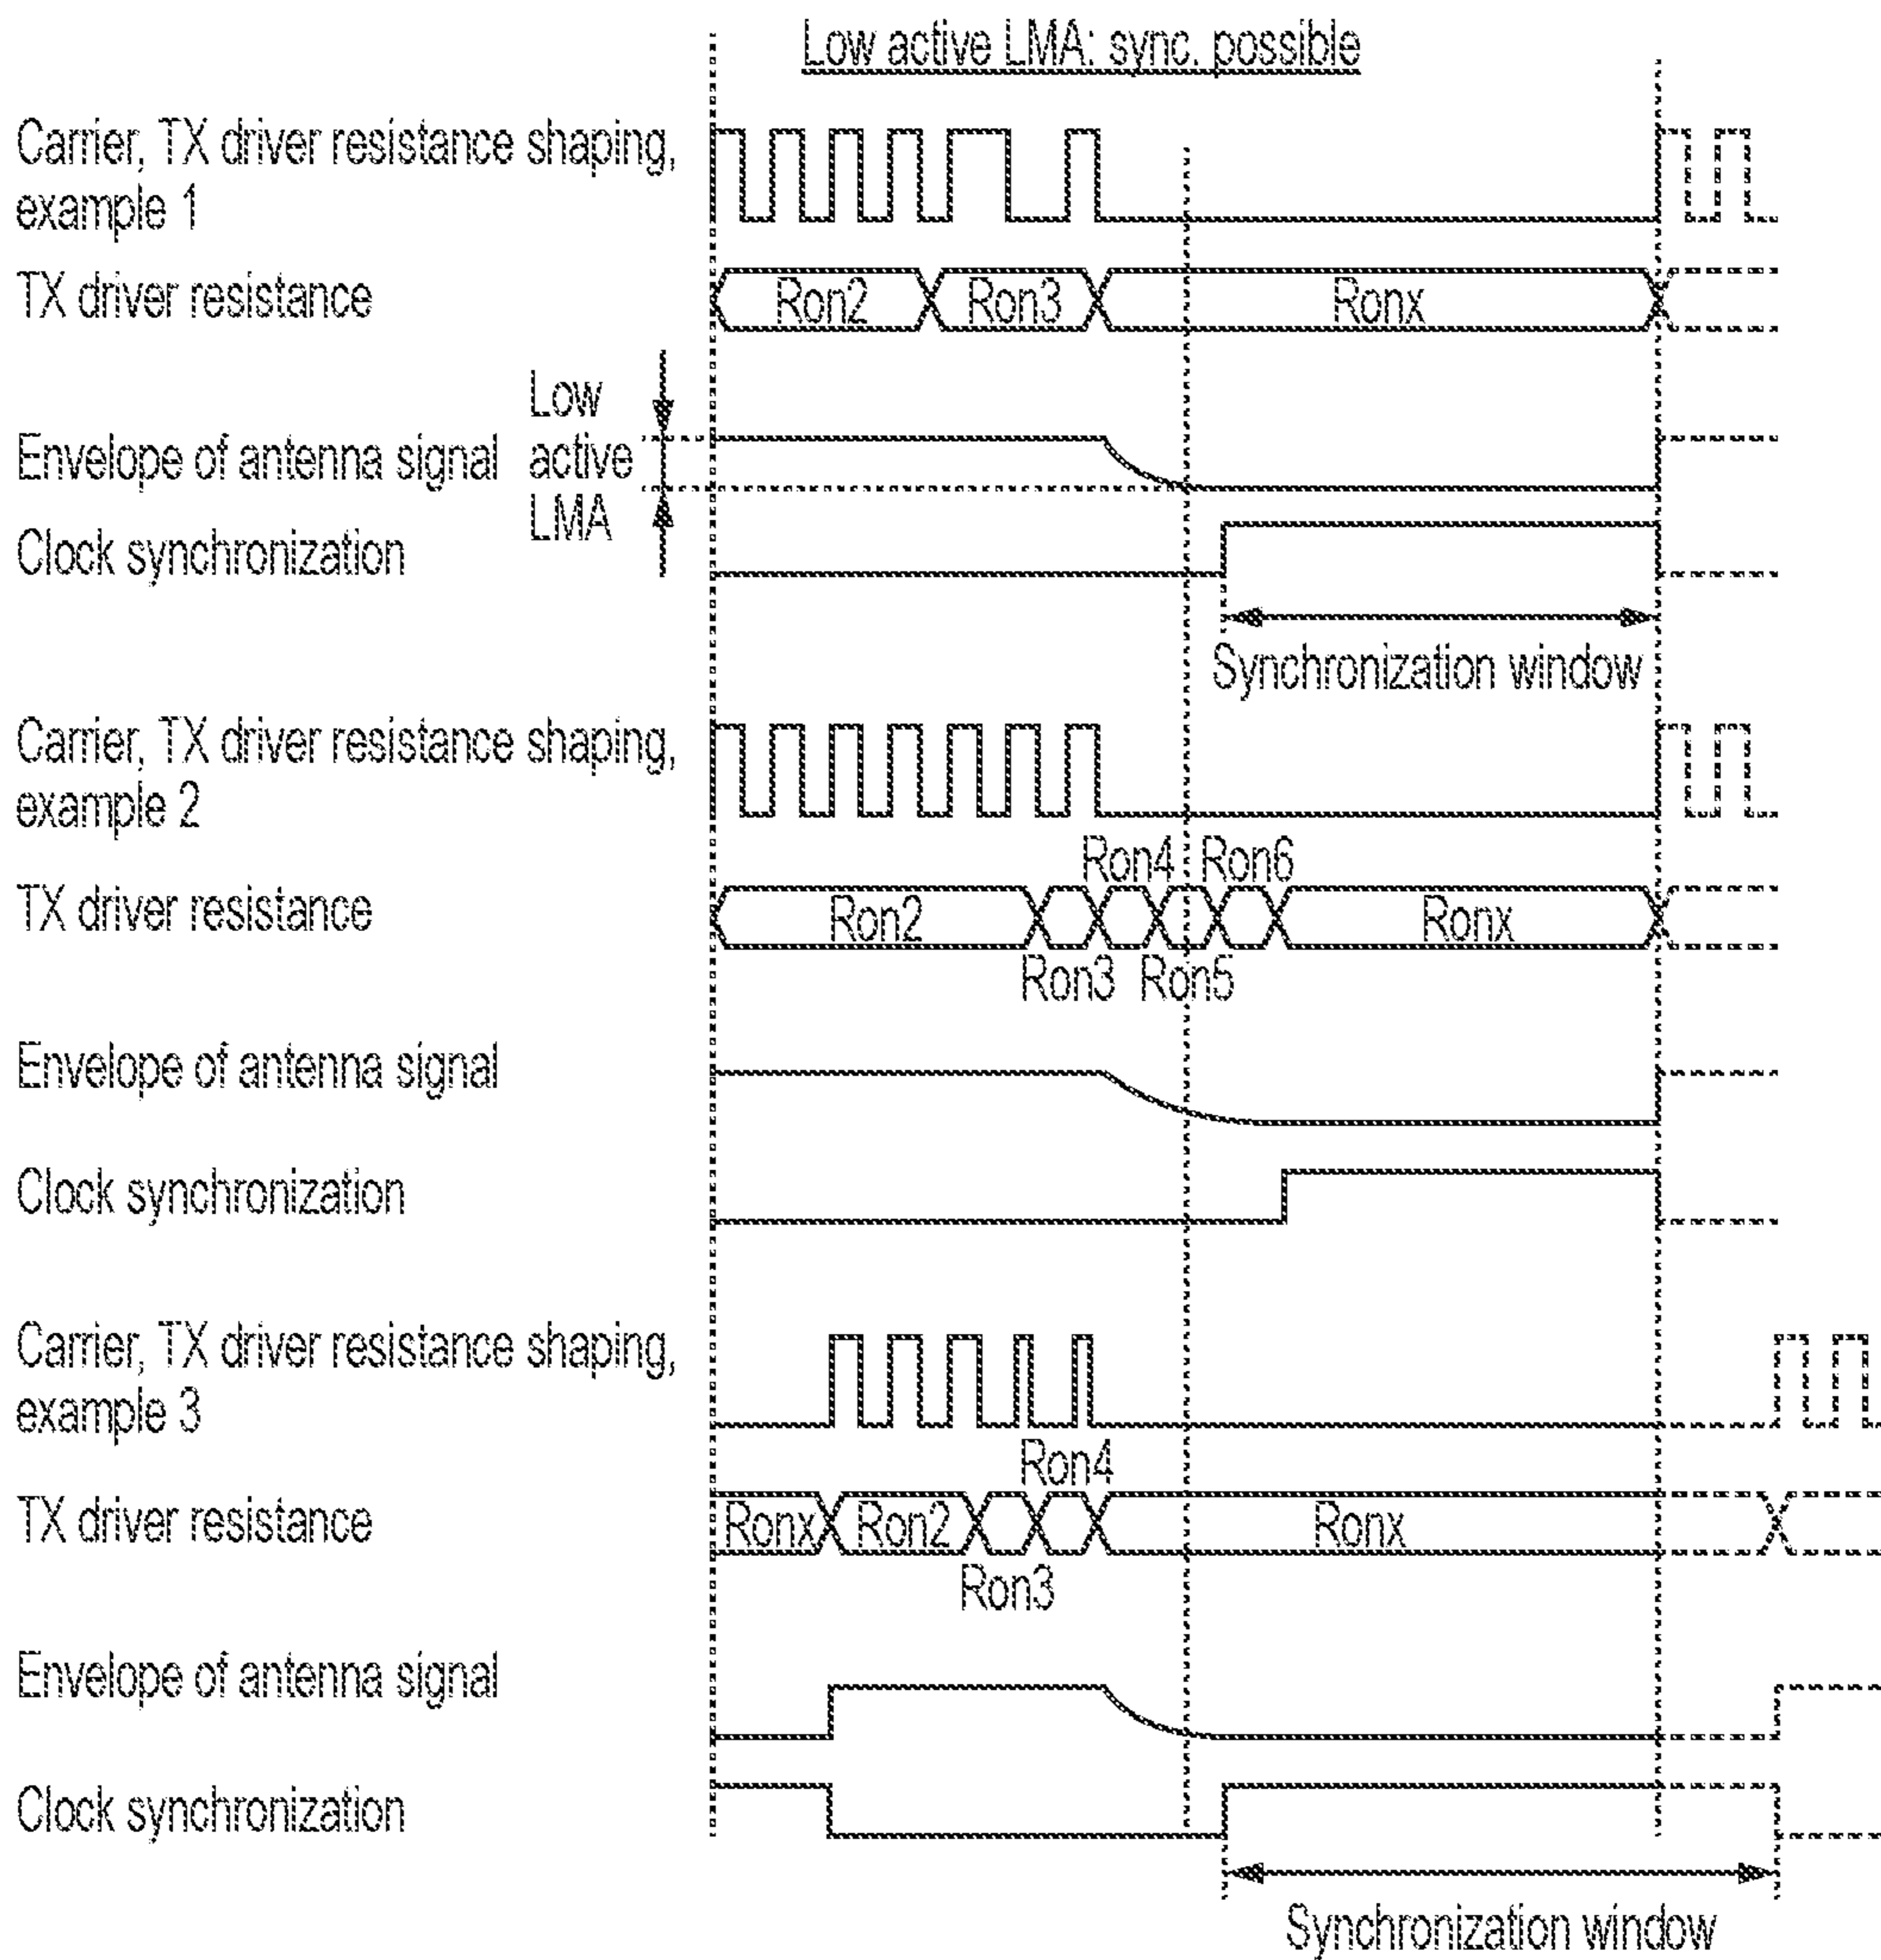 Low active LMA: sync. possible
Carrier, TX driver resistance shaping,
example 1
TX driver resistance
Ron2
Ron3
Ronx
Low
active
LMA
Envelope of antenna signal
Clock synchronization
Synchronization window
Carrier, TX driver resistance shaping,
example 2
Ron4
Ron6
TX driver resistance
Ron2
Ronx
Ron3
Ron5
Envelope of antenna signal
Clock synchronization
Carrier, TX driver resistance shaping,
example 3
Ron4
TX driver resistance
Ronx
Ron2
Ronx
Ron3
Envelope of antenna signal
Clock synchronization
Synchronization window